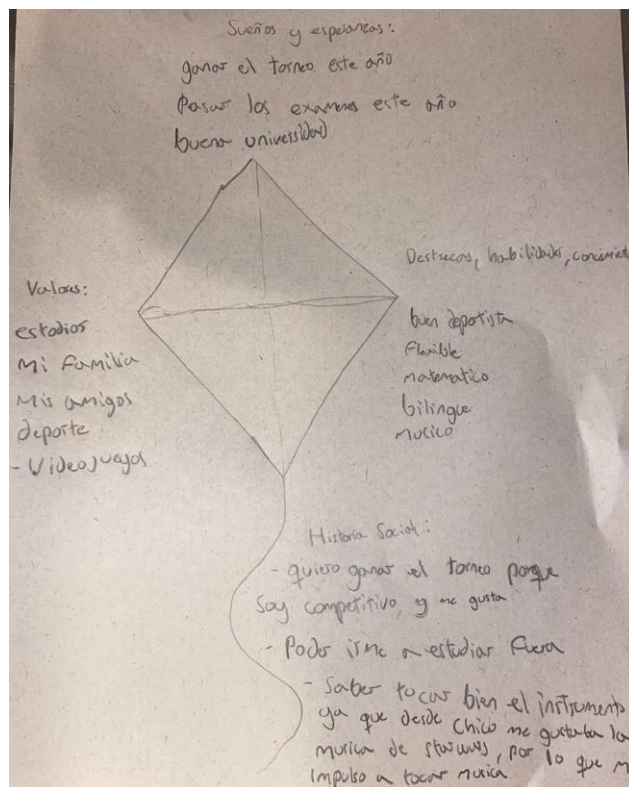 Sueños y esperanzas:
ganar el torneo este año
Pasar los examenes este año
buena universidad
Valores:
estudios
Mi Familia
Mis amigos
deporte
- Videojuegos
Destrezas, habilidades,
buen deportista
Flexible
matematico
bilingue
musico
Historia Social:
- quiero ganar el torneo porque
soy competitivo, y me gusta
- Poder irme a estudiar Fuera
- Saber tocar bien el instrumento
ya que desde chico me gustaba la
musica de starwars, por lo que m
impulso a tocar musica